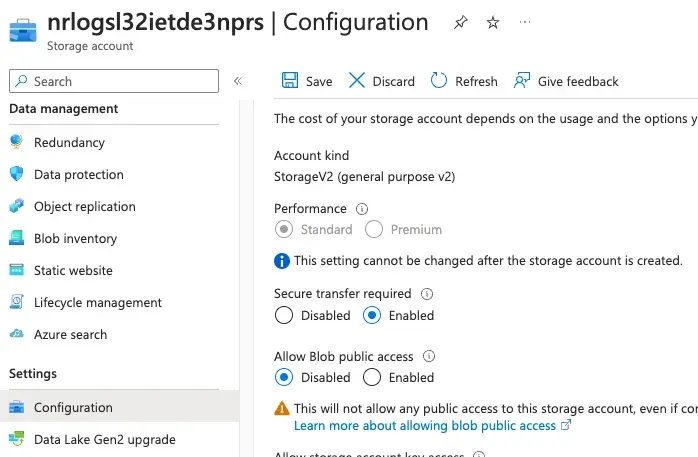 nrlogsl32ietde3nprs | Configuration
Storage account
Search
Save
Discard
Refresh
Give feedback
Data management
Redundancy
Data protection
Object replication
Blob inventory
Static website
Lifecycle management
Azure search
Settings
Configuration
Data Lake Gen2 upgrade
The cost of your storage account depends on the usage and the options y
Account kind
StorageV2 (general purpose v2)
Performance
Standard
Premium
This setting cannot be changed after the storage account is created.
Secure transfer required
Disabled
Enabled
Allow Blob public access
Disabled
Enabled
This will not allow any public access to this storage account, even if co
Learn more about allowing blob public access
Allow storage account key access